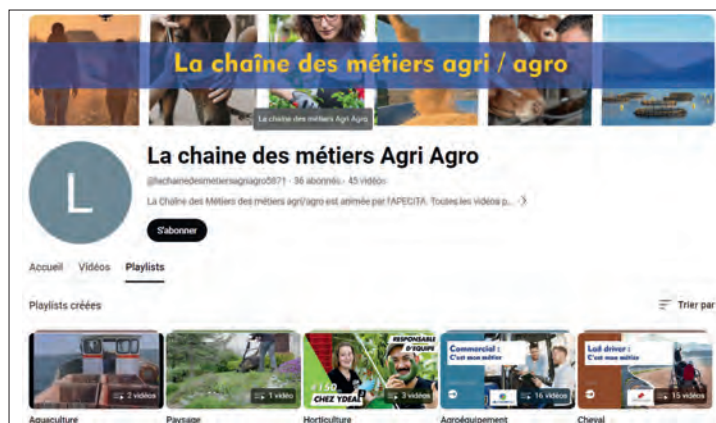 La chaîne des métiers agri / agro
La chaine des métiers Agri Agro
L
La chaine des métiers Agri Agro
@lachainedesmetiersagriagro5871 - 36 abonnés - 45 vidéos
La Chaîne des Métiers des métiers agri/agro est animée par l'APECITA. Toutes les vidéos p...
S'abonner
Accueil Vidéos Playlists
Playlists créées
Trier par
RESPONSABLE
D'EQUIPE
Commercial :
C'est mon métier
Lad driver :
C'est mon métier
# 150
CHEZ YDEAL
2 vidéos
1 vidéo
3 vidéos
16 vidéos
15 vidéos
Aquaculture Paysage Horticulture Agroéquipement Cheval